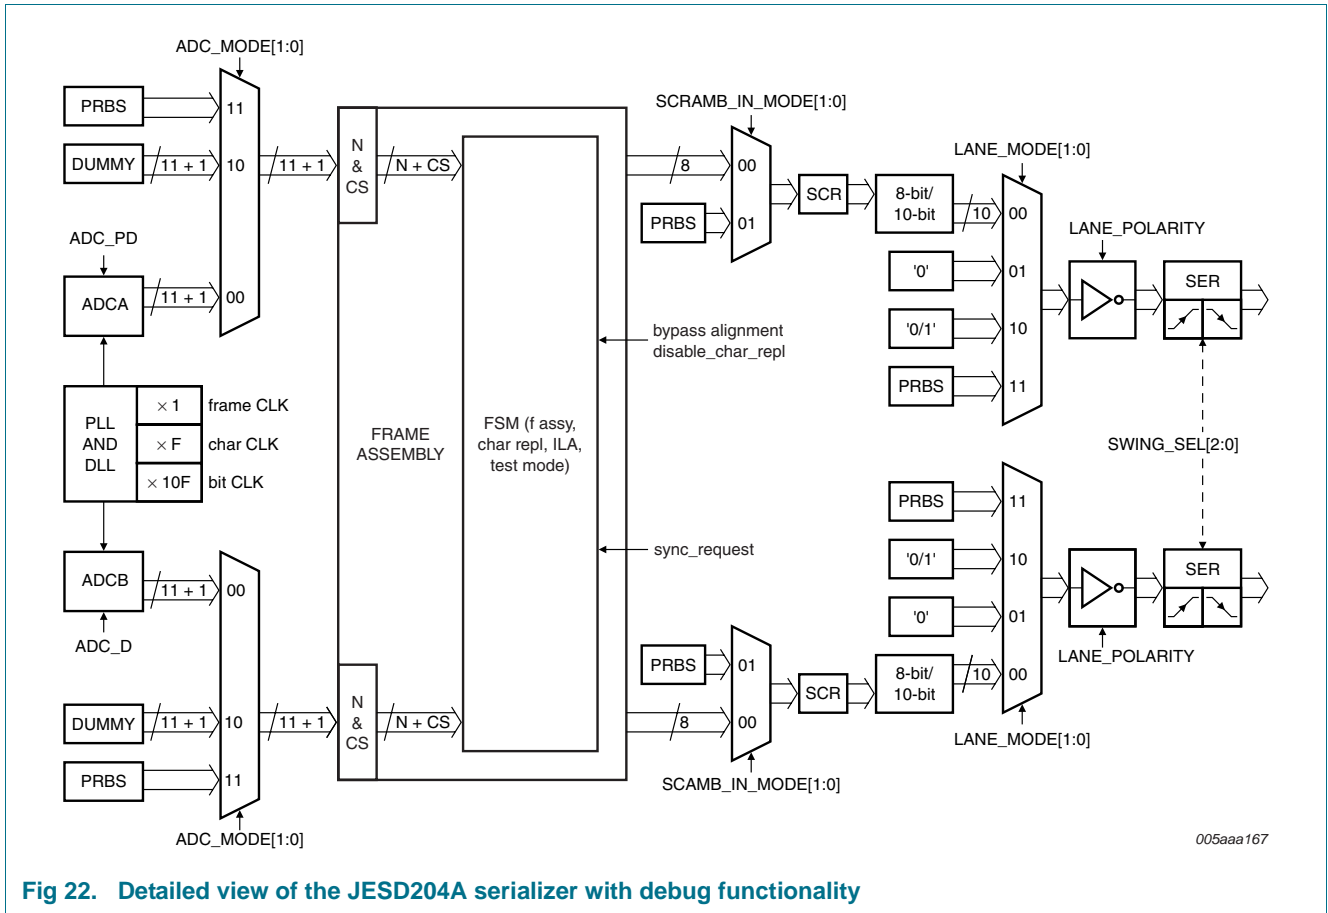 ADC_MODE[1:0]
PRBS
11
DUMMY
11 + 1
10
11 + 1
N
&
CS
N + CS
ADC_PD
ADCA
11 + 1
00
PLL
AND
DLL
× 1
frame CLK
× F
char CLK
× 10F
bit CLK
ADCB
11 + 1
00
ADC_D
DUMMY
11 + 1
10
11 + 1
N
&
CS
N + CS
PRBS
11
ADC_MODE[1:0]
FRAME
ASSEMBLY
FSM (f assy,
char repl, ILA,
test mode)
bypass alignment
disable_char_repl
sync_request
SCRAMB_IN_MODE[1:0]
8
00
PRBS
01
SCR
8-bit/
10-bit
10
LANE_MODE[1:0]
00
'0'
01
'0/1'
10
PRBS
11
LANE_POLARITY
SER
SWING_SEL[2:0]
PRBS
11
'0/1'
10
'0'
01
PRBS
01
8
00
SCR
8-bit/
10-bit
10
00
SCAMB_IN_MODE[1:0]
LANE_MODE[1:0]
SER
LANE_POLARITY
005aaa167
Fig 22. Detailed view of the JESD204A serializer with debug functionality